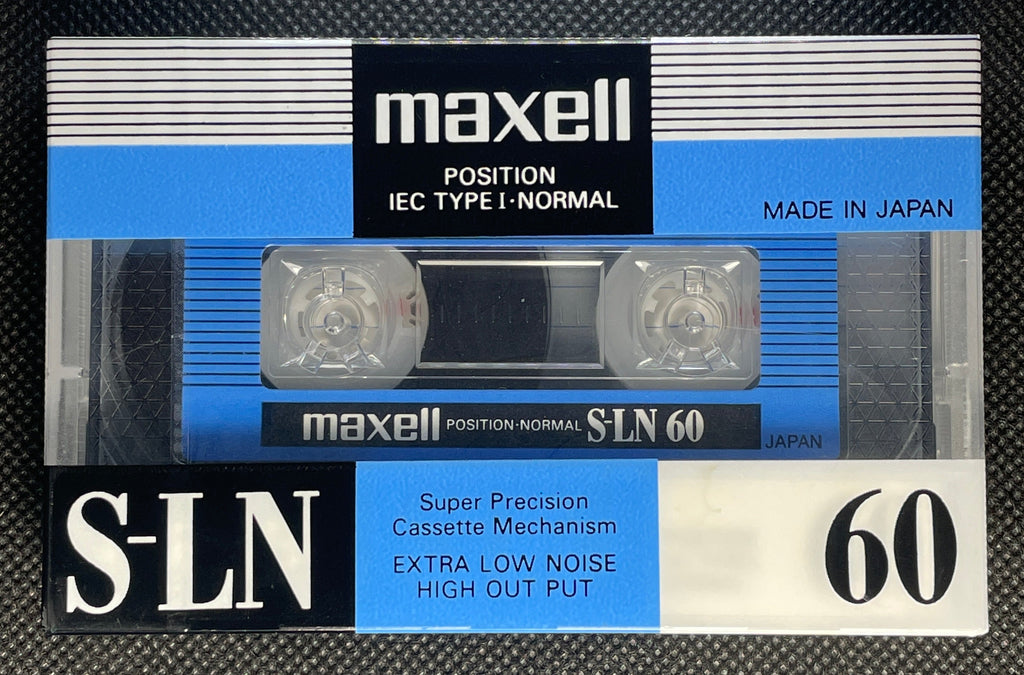 maxell
POSITION
IEC TYPE I·NORMAL
MADE IN JAPAN
maxell POSITION·NORMAL S-LN 60
JAPAN
S-LN
Super Precision
Cassette Mechanism
EXTRA LOW NOISE
HIGH OUT PUT
60